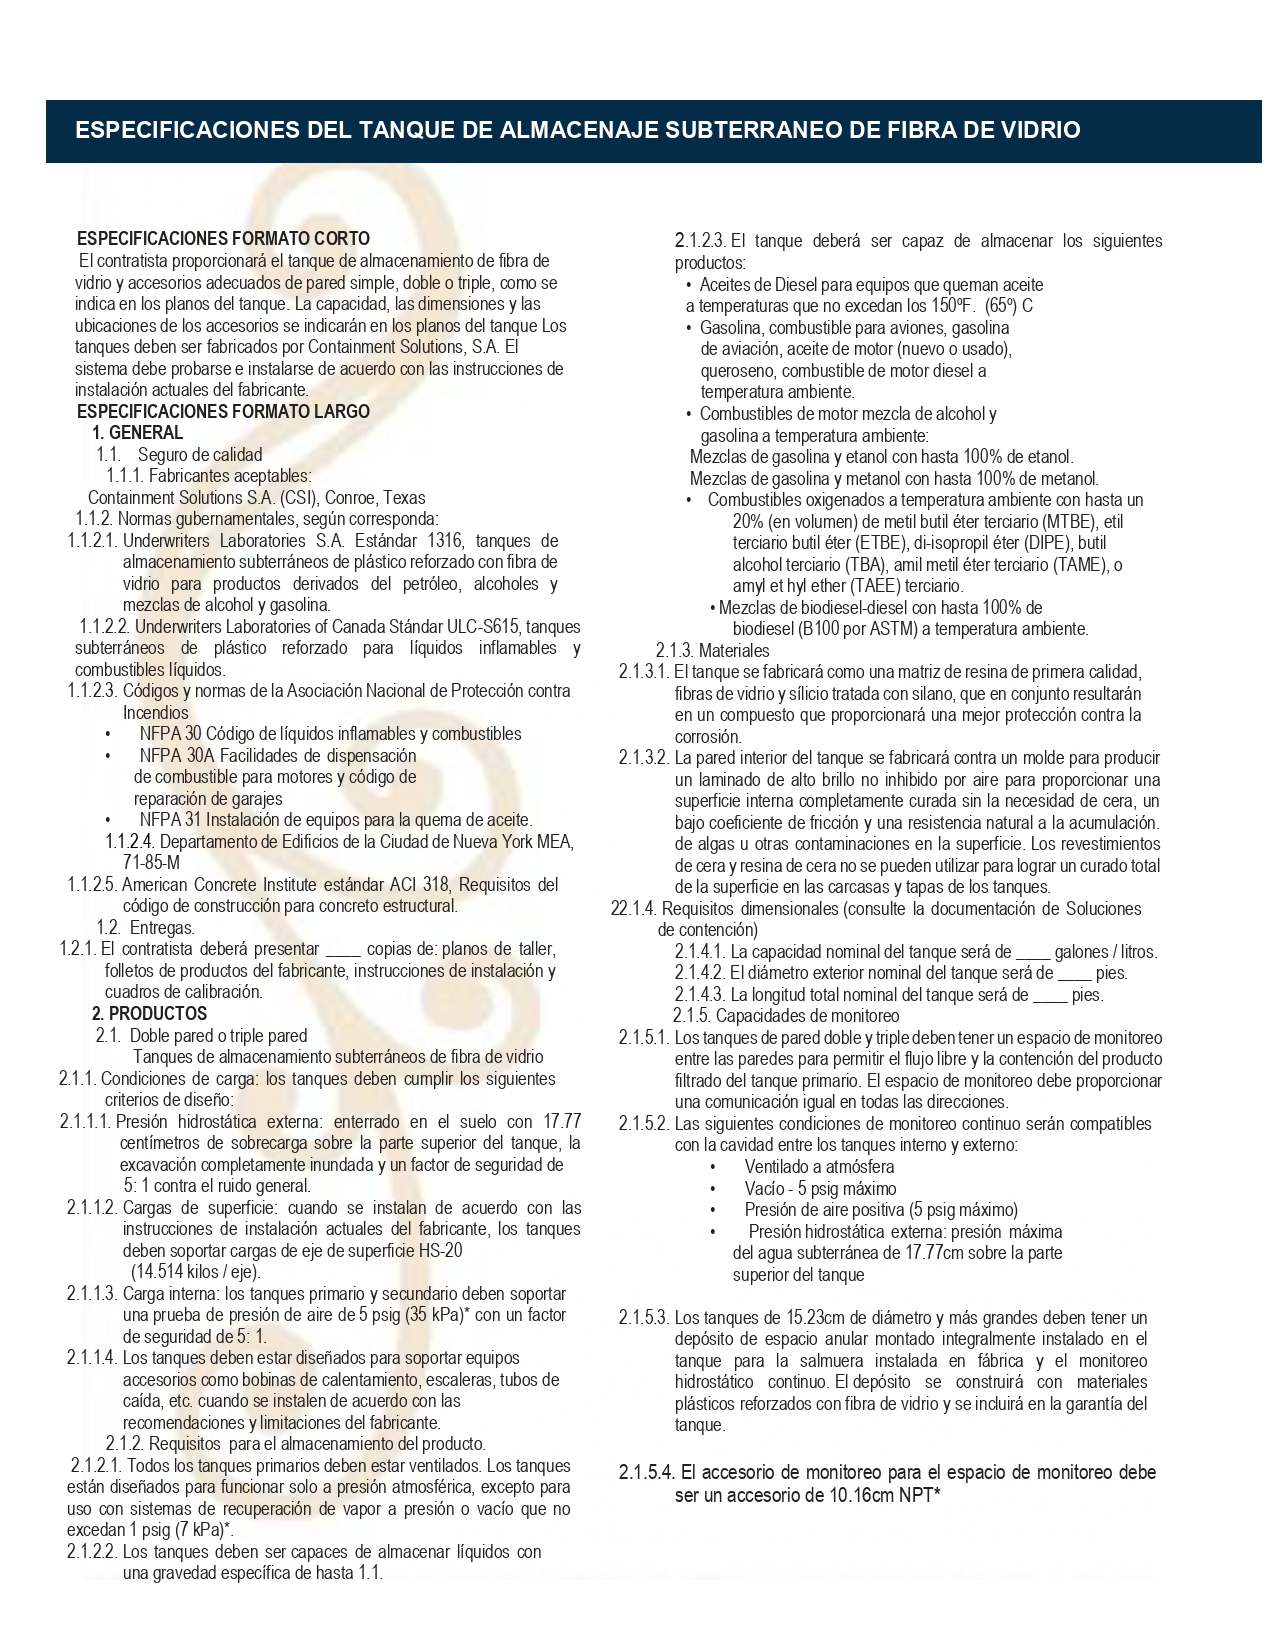 ESPECIFICACIONES DEL TANQUE DE ALMACENAJE SUBTERRANEO DE FIBRA DE VIDRIO
ESPECIFICACIONES FORMATO CORTO
El contratista proporcionará el tanque de almacenamiento de fibra de
vidrio y accesorios adecuados de pared simple, doble o triple, como se
indica en los planos del tanque. La capacidad, las dimensiones y las
ubicaciones de los accesorios se indicarán en los planos del tanque Los
tanques deben ser fabricados por Containment Solutions, S.A. El
sistema debe probarse e instalarse de acuerdo con las instrucciones de
instalación actuales del fabricante.
ESPECIFICACIONES FORMATO LARGO
1. GENERAL
1.1. Seguro de calidad
1.1.1. Fabricantes aceptables:
Containment Solutions S.A. (CSI), Conroe, Texas
1.1.2. Normas gubernamentales, según corresponda:
1.1.2.1. Underwriters Laboratories S.A. Estándar 1316, tanques de
almacenamiento subterráneos de plástico reforzado con fibra de
vidrio para productos derivados del petróleo, alcoholes y
mezclas de alcohol y gasolina.
1.1.2.2. Underwriters Laboratories of Canada Stándar ULC-S615, tanques
subterráneos de plástico reforzado para líquidos inflamables y
combustibles líquidos.
1.1.2.3. Códigos y normas de la Asociación Nacional de Protección contra
Incendios
• NFPA 30 Código de líquidos inflamables y combustibles
• NFPA 30A Facilidades de dispensación
de combustible para motores y código de
reparación de garajes
• NFPA 31 Instalación de equipos para la quema de aceite.
1.1.2.4. Departamento de Edificios de la Ciudad de Nueva York MEA,
71-85-M
1.1.2.5. American Concrete Institute estándar ACI 318, Requisitos del
código de construcción para concreto estructural.
1.2. Entregas.
1.2.1. El contratista deberá presentar ____ copias de: planos de taller,
folletos de productos del fabricante, instrucciones de instalación y
cuadros de calibración.
2. PRODUCTOS
2.1. Doble pared o triple pared
Tanques de almacenamiento subterráneos de fibra de vidrio
2.1.1. Condiciones de carga: los tanques deben cumplir los siguientes
criterios de diseño:
2.1.1.1. Presión hidrostática externa: enterrado en el suelo con 17.77
centímetros de sobrecarga sobre la parte superior del tanque, la
excavación completamente inundada y un factor de seguridad de
5: 1 contra el ruido general.
2.1.1.2. Cargas de superficie: cuando se instalan de acuerdo con las
instrucciones de instalación actuales del fabricante, los tanques
deben soportar cargas de eje de superficie HS-20
(14.514 kilos / eje).
2.1.1.3. Carga interna: los tanques primario y secundario deben soportar
una prueba de presión de aire de 5 psig (35 kPa)* con un factor
de seguridad de 5: 1.
2.1.1.4. Los tanques deben estar diseñados para soportar equipos
accesorios como bobinas de calentamiento, escaleras, tubos de
caída, etc. cuando se instalen de acuerdo con las
recomendaciones y limitaciones del fabricante.
2.1.2. Requisitos para el almacenamiento del producto.
2.1.2.1. Todos los tanques primarios deben estar ventilados. Los tanques
están diseñados para funcionar solo a presión atmosférica, excepto para
uso con sistemas de recuperación de vapor a presión o vacío que no
excedan 1 psig (7 kPa)*.
2.1.2.2. Los tanques deben ser capaces de almacenar líquidos con
una gravedad específica de hasta 1.1.
2.1.2.3. El tanque deberá ser capaz de almacenar los siguientes
productos:
• Aceites de Diesel para equipos que queman aceite
a temperaturas que no excedan los 150ºF. (65º) C
• Gasolina, combustible para aviones, gasolina
de aviación, aceite de motor (nuevo o usado),
queroseno, combustible de motor diesel a
temperatura ambiente.
• Combustibles de motor mezcla de alcohol y
gasolina a temperatura ambiente:
Mezclas de gasolina y etanol con hasta 100% de etanol.
Mezclas de gasolina y metanol con hasta 100% de metanol.
• Combustibles oxigenados a temperatura ambiente con hasta un
20% (en volumen) de metil butil éter terciario (MTBE), etil
terciario butil éter (ETBE), di-isopropil éter (DIPE), butil
alcohol terciario (TBA), amil metil éter terciario (TAME), o
amyl et hyl ether (TAEE) terciario.
• Mezclas de biodiesel-diesel con hasta 100% de
biodiesel (B100 por ASTM) a temperatura ambiente.
2.1.3. Materiales
2.1.3.1. El tanque se fabricará como una matriz de resina de primera calidad,
fibras de vidrio y sílicio tratada con silano, que en conjunto resultarán
en un compuesto que proporcionará una mejor protección contra la
corrosión.
2.1.3.2. La pared interior del tanque se fabricará contra un molde para producir
un laminado de alto brillo no inhibido por aire para proporcionar una
superficie interna completamente curada sin la necesidad de cera, un
bajo coeficiente de fricción y una resistencia natural a la acumulación.
de algas u otras contaminaciones en la superficie. Los revestimientos
de cera y resina de cera no se pueden utilizar para lograr un curado total
de la superficie en las carcasas y tapas de los tanques.
22.1.4. Requisitos dimensionales (consulte la documentación de Soluciones
de contención)
2.1.4.1. La capacidad nominal del tanque será de ____ galones / litros.
2.1.4.2. El diámetro exterior nominal del tanque será de ____ pies.
2.1.4.3. La longitud total nominal del tanque será de ____ pies.
2.1.5. Capacidades de monitoreo
2.1.5.1. Los tanques de pared doble y triple deben tener un espacio de monitoreo
entre las paredes para permitir el flujo libre y la contención del producto
filtrado del tanque primario. El espacio de monitoreo debe proporcionar
una comunicación igual en todas las direcciones.
2.1.5.2. Las siguientes condiciones de monitoreo continuo serán compatibles
con la cavidad entre los tanques interno y externo:
• Ventilado a atmósfera
• Vacío - 5 psig máximo
• Presión de aire positiva (5 psig máximo)
• Presión hidrostática externa: presión máxima
del agua subterránea de 17.77cm sobre la parte
superior del tanque
2.1.5.3. Los tanques de 15.23cm de diámetro y más grandes deben tener un
depósito de espacio anular montado integralmente instalado en el
tanque para la salmuera instalada en fábrica y el monitoreo
hidrostático continuo. El depósito se construirá con materiales
plásticos reforzados con fibra de vidrio y se incluirá en la garantía del
tanque.
2.1.5.4. El accesorio de monitoreo para el espacio de monitoreo debe
ser un accesorio de 10.16cm NPT*